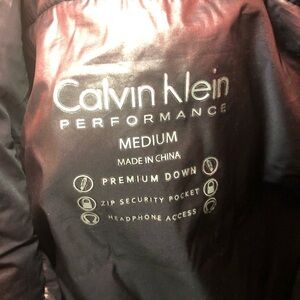 Calvin Klein
PERFORMANCE
MEDIUM
MADE IN CHINA
PREMIUM DOWN
ZIP SECURITY POCKET
HEADPHONE ACCESS